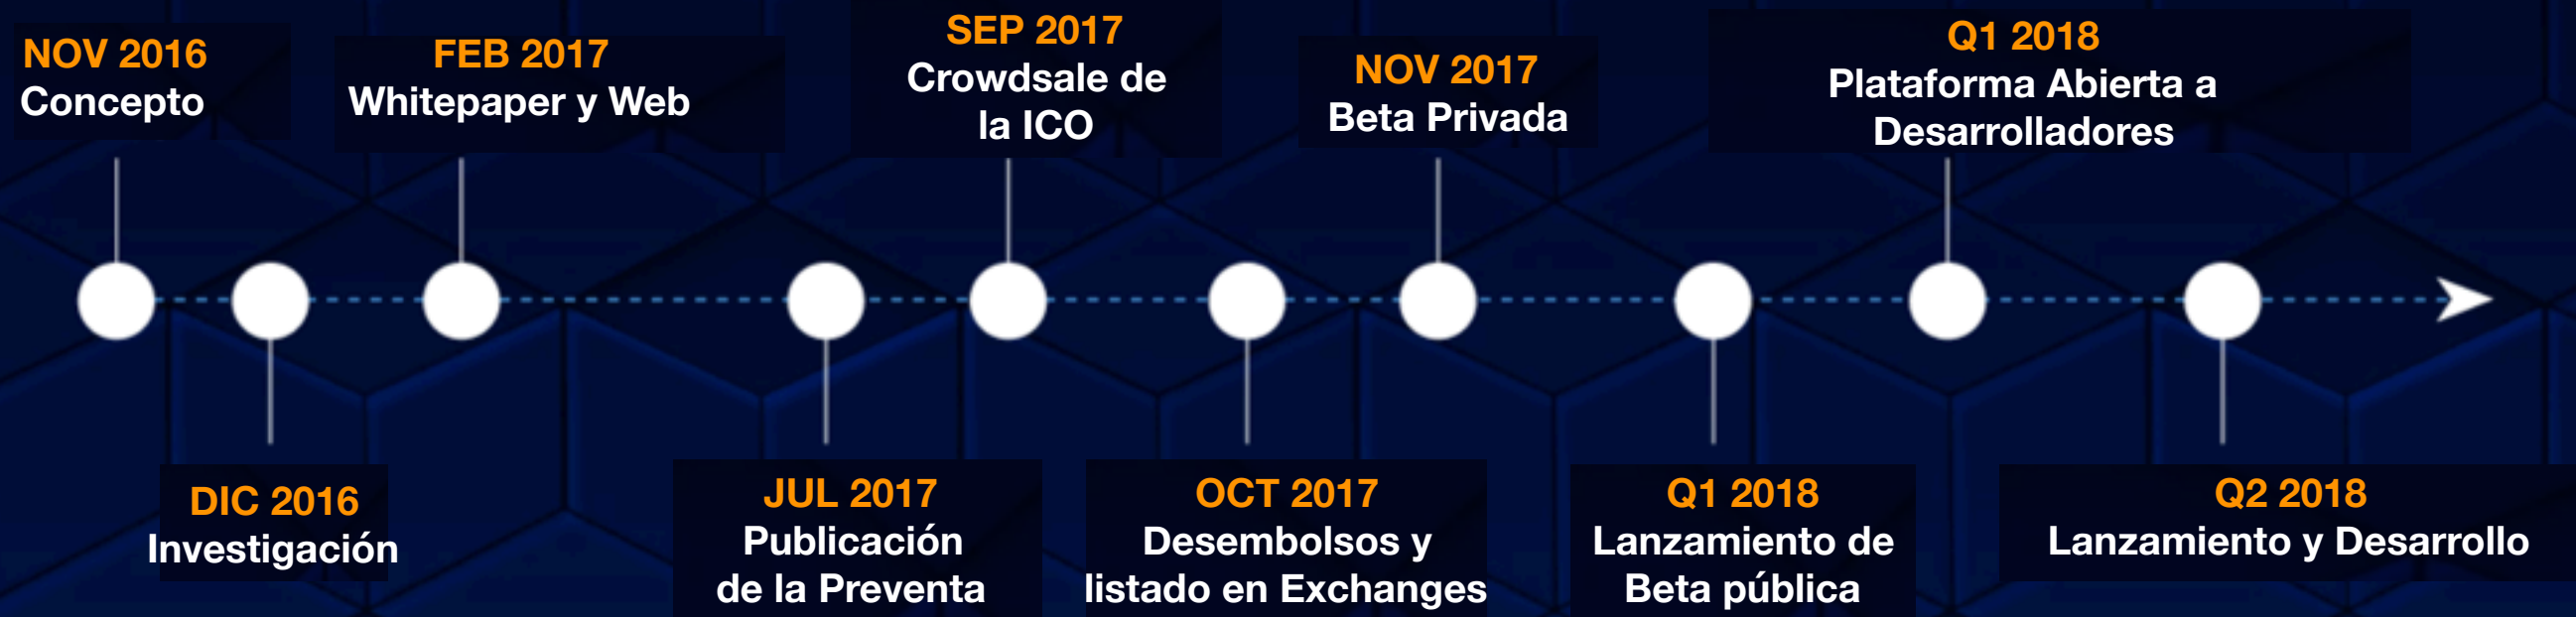 NOV 2016
Concepto
DIC 2016
Investigación
FEB 2017
Whitepaper y Web
JUL 2017
Publicación
de la Preventa
SEP 2017
Crowdsale de
la ICO
OCT 2017
Desembolsos y
listado en Exchanges
NOV 2017
Beta Privada
Q1 2018
Lanzamiento de
Beta pública
Q1 2018
Plataforma Abierta a
Desarrolladores
Q2 2018
Lanzamiento y Desarrollo